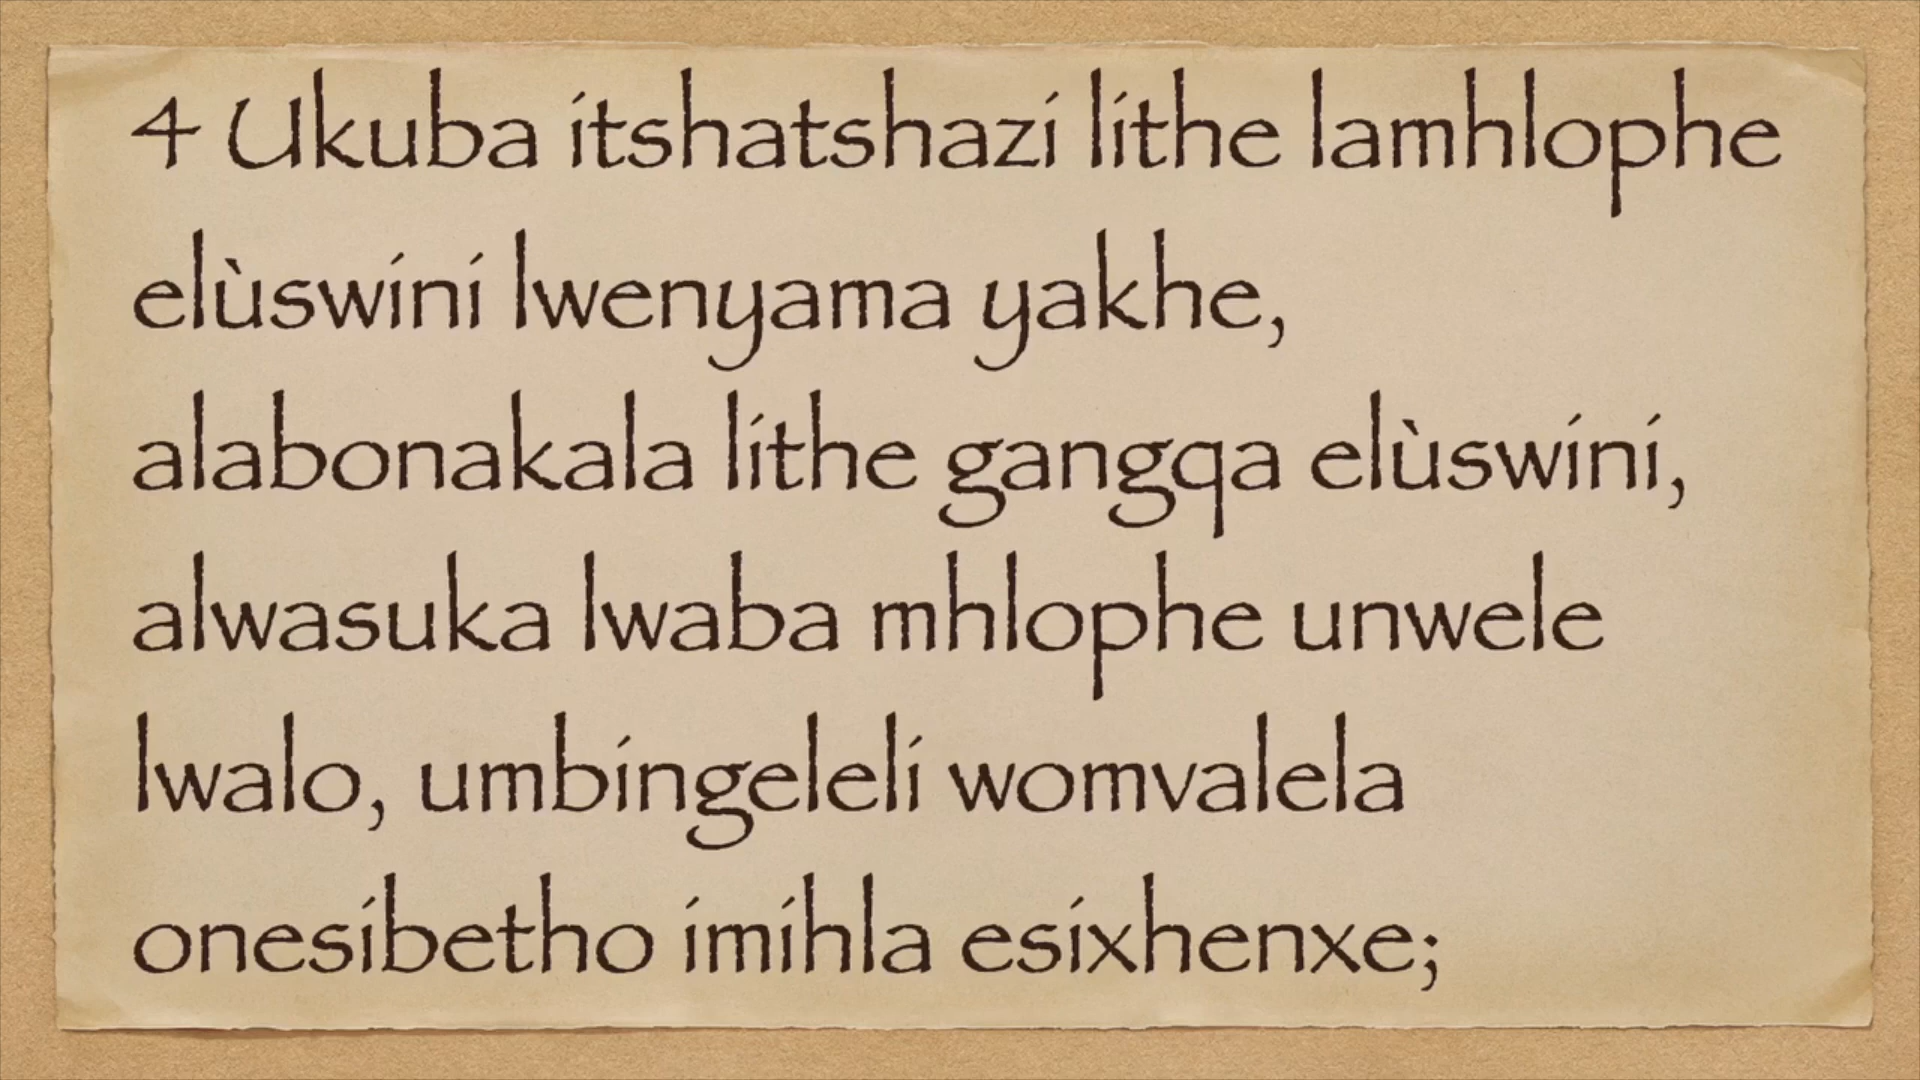 4 Ukuba itshatshazi lithe lamhlophe
elùswini lwenyama yakhe,
alabonakala lithe gangqa elùswini,
alwasuka lwaba mhlophe unwele
lwalo, umbingeleli womvalela
onesibetho imihla esixhenxe;